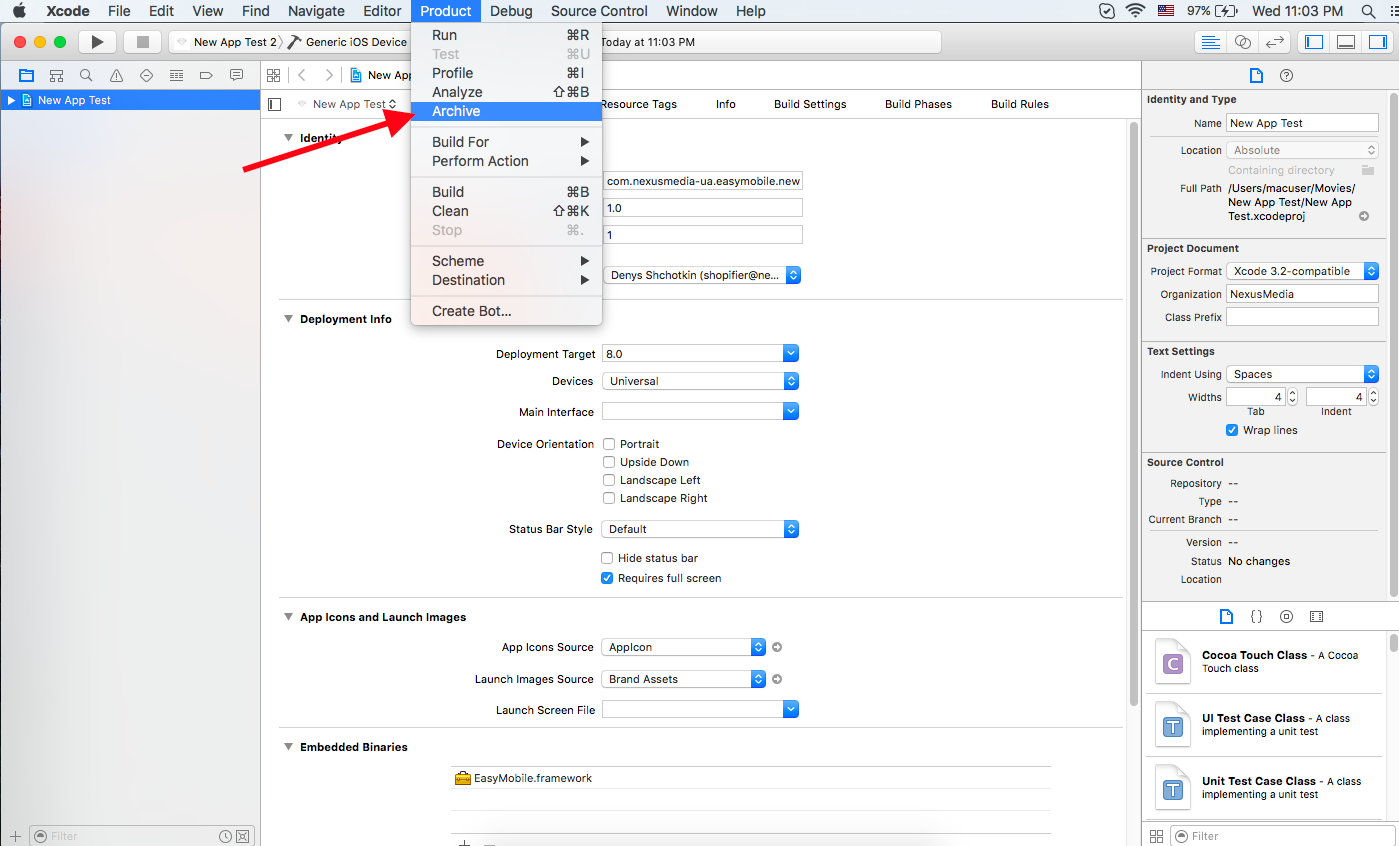 Xcode File Edit View Find Navigate Editor Product Debug Source Control Window Help 97% Wed 11:03 PM
New App Test 2 Generic iOS Device Today at 11:03 PM
Run ⌘R
Test ⌘U
Profile ⌘I
Analyze ⇧⌘B
Archive
Build For
Perform Action
Build ⌘B
Clean ⇧⌘K
Stop ⌘.
Scheme
Destination
Create Bot...
New App Test
New App
New App Test Resource Tags Info Build Settings Build Phases Build Rules
Identity
com.nexusmedia-ua.easymobile.new
1.0
1
Denys Shchotkin (shopifier@ne...
Deployment Info
Deployment Target 8.0
Devices Universal
Main Interface
Device Orientation Portrait
Upside Down
Landscape Left
Landscape Right
Status Bar Style Default
Hide status bar
Requires full screen
App Icons and Launch Images
App Icons Source AppIcon
Launch Images Source Brand Assets
Launch Screen File
Embedded Binaries
EasyMobile.framework
Filter
Identity and Type
Name New App Test
Location Absolute
Containing directory
Full Path /Users/macuser/Movies/
New App Test/New App
Test.xcodeproj
Project Document
Project Format Xcode 3.2-compatible
Organization NexusMedia
Class Prefix
Text Settings
Indent Using Spaces
Widths 4 4
Tab Indent
Wrap lines
Source Control
Repository --
Type --
Current Branch --
Version --
Status No changes
Location
C
Cocoa Touch Class - A Cocoa
Touch class
T
UI Test Case Class - A class
implementing a unit test
T
Unit Test Case Class - A class
implementing a unit test
Filter